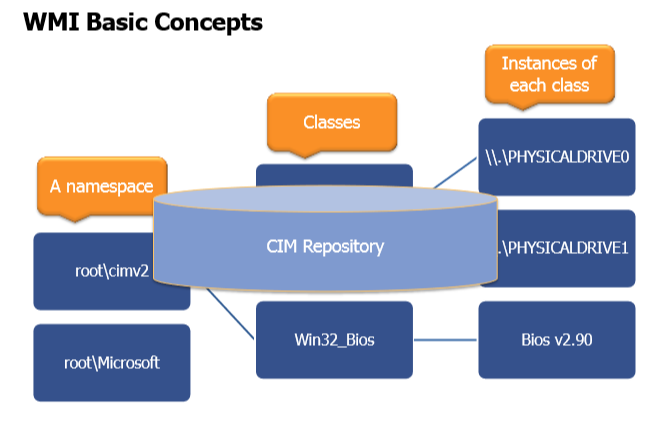 WMI Basic Concepts
Instances of
each class
Classes
A namespace
\\.\PHYSICALDRIVE0
CIM Repository
.\PHYSICALDRIVE1
root\cimv2
Win32_Bios
Bios v2.90
root\Microsoft